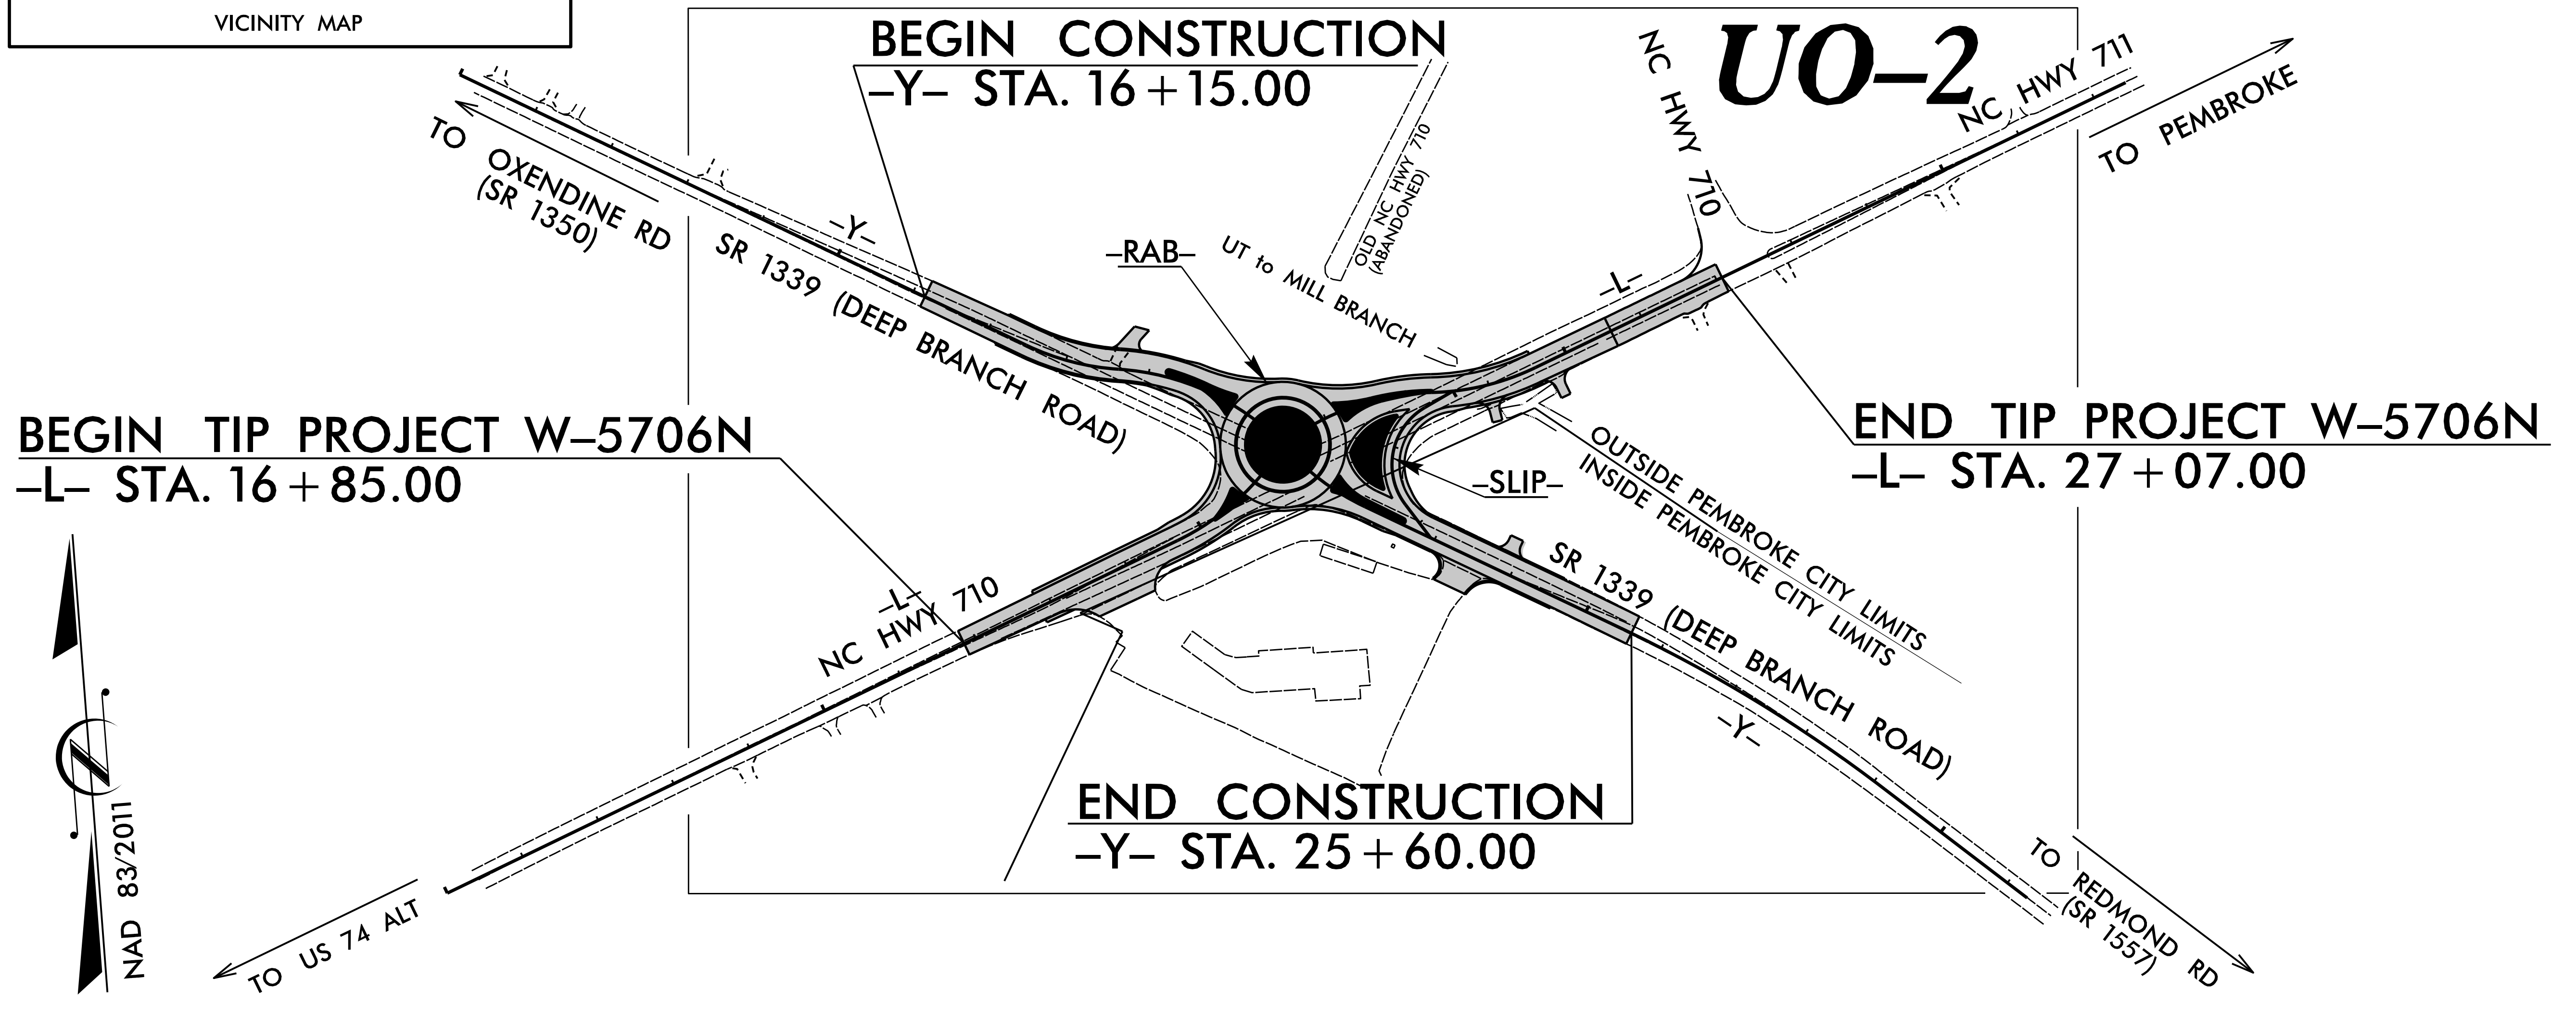 VICINITY MAP
BEGIN CONSTRUCTION
–Y– STA. 16+15.00
UO–2
NC HWY 710
NC HWY 711
TO PEMBROKE
TO OXENDINE RD
(SR 1350)
–Y–
SR 1339 (DEEP BRANCH ROAD)
–RAB–
UT to MILL BRANCH
OLD NC HWY 710
(ABANDONED)
–L–
BEGIN TIP PROJECT W–5706N
–L– STA. 16+85.00
END TIP PROJECT W–5706N
–L– STA. 27+07.00
–SLIP–
OUTSIDE PEMBROKE CITY LIMITS
INSIDE PEMBROKE CITY LIMITS
–L–
NC HWY 710
SR 1339 (DEEP BRANCH ROAD)
–Y–
END CONSTRUCTION
–Y– STA. 25+60.00
N
NAD 83/2011
TO US 74 ALT
TO REDMOND RD
(SR 1557)